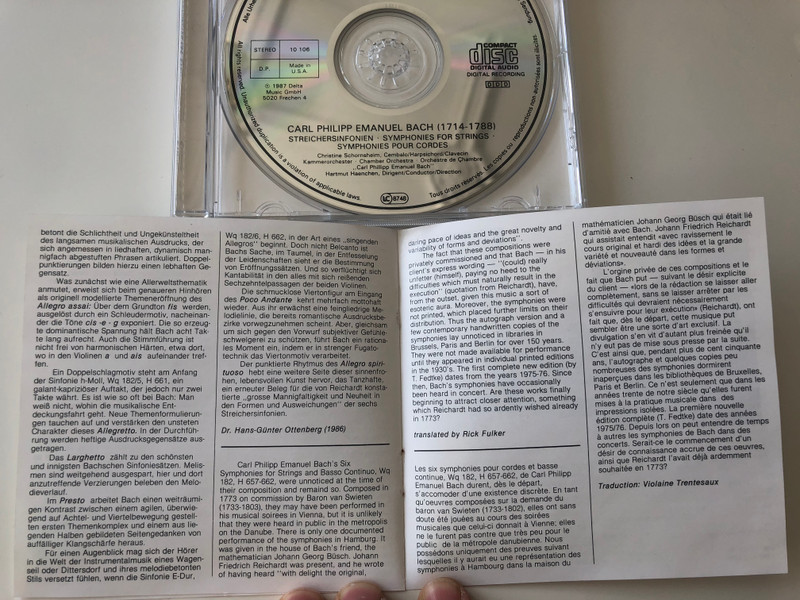 STEREO 10 106
D.P. Made in U.S.A.
℗ 1987 Delta
Music GmbH
5020 Frechen 4
COMPACT
disc
DIGITAL AUDIO
DIGITAL RECORDING
DDD
CARL PHILIPP EMANUEL BACH (1714-1788)
STREICHERSINFONIEN · SYMPHONIES FOR STRINGS ·
SYMPHONIES POUR CORDES
Christine Schornsheim, Cembalo/Harpsichord/Clavecin
Kammerorchester · Chamber Orchestra · Orchestre de Chambre
„Carl Philipp Emanuel Bach"
Hartmut Haenchen, Dirigent/Conductor/Direction
LC 8748
All rights reserved. Unauthorized duplication is a violation of applicable laws.
Tous droits réservés. Les copies ou reproductions non autorisées sont illicites
betont die Schlichtheit und Ungekünsteltheit
des langsamen musikalischen Ausdrucks, der
sich angemessen in liedhaften, dynamisch man-
nigfach abgestuften Phrasen artikuliert. Doppel-
punktierungen bilden hierzu einen lebhaften Ge-
gensatz.
Was zunächst wie eine Allerweltsthematik
anmutet, erweist sich beim genaueren Hinhören
als originell modellierte Themeneröffnung des
Allegro assai: Über dem Grundton fis werden,
ausgelöst durch ein Schleudermotiv, nacheinan-
der die Töne cis - e - g exponiert. Die so erzeug-
te dominantische Spannung hält Bach acht Tak-
te lang aufrecht. Auch die Stimmführung ist
nicht frei von harmonischen Härten, etwa dort,
wo in den Violinen a und ais aufeinander tref-
fen.
Ein Doppelschlagmotiv steht am Anfang
der Sinfonie h-Moll, Wq 182/5, H 661, ein
galant-kapriziöser Auftakt, der jedoch nur zwei
Takte währt. Es ist wie so oft bei Bach: Man
weiß nicht, wohin die musikalische Ent-
deckungsfahrt geht. Neue Themenformulierun-
gen tauchen auf und verstärken den unsteten
Charakter dieses Allegretto. In der Durchfüh-
rung werden heftige Ausdrucksgegensätze aus-
getragen.
Das Larghetto zählt zu den schönsten
und innigsten Bachschen Sinfoniesätzen. Melis-
men sind weitgehend ausgespart, hier und dort
anzutreffende Verzierungen beleben den Melo-
dieverlauf.
Im Presto arbeitet Bach einen weiträumi-
gen Kontrast zwischen einem agilen, überwie-
gend auf Achtel- und Viertelbewegung gestell-
ten ersten Themenkomplex und einem aus lie-
genden Halben gebildeten Seitengedanken von
auffälliger Klangschärfe heraus.
Für einen Augenblick mag sich der Hörer
in die Welt der Instrumentalmusik eines Wagen-
seil oder Dittersdorf und ihres melodiebetonten
Stils versetzt fühlen, wenn die Sinfonie E-Dur,
Wq 182/6, H 662, in der Art eines „singenden
Allegros" beginnt. Doch nicht Belcanto ist
Bachs Sache, im Taumel, in der Entfesselung
der Leidenschaften sieht er die Bestimmung
von Eröffnungssätzen. Und so verflüchtigt sich
Kantabilität in den alles mit sich reißenden
Sechzehntelpassagen der beiden Violinen.
Die schmucklose Viertonfigur am Eingang
des Poco Andante kehrt mehrfach motivhaft
wieder. Aus ihr erwächst eine feingliedrige Me-
lodielinie, die bereits romantische Ausdrucksbe-
zirke vorwegzunehmen scheint. Aber, gleichsam
um sich gegen den Vorwurf subjektiver Gefühls-
schwelgerei zu schützen, führt Bach ein rationa-
les Moment ein, indem er in strenger Fugato-
technik das Viertonmotiv verarbeitet.
Der punktierte Rhytmus des Allegro spiri-
tuoso hebt eine weitere Seite dieser sinnenfro-
hen, lebensvollen Kunst hervor, das Tanzhafte,
ein erneuter Beleg für die von Reichardt konsta-
tierte „grosse Mannigfaltigkeit und Neuheit in
den Formen und Ausweichungen" der sechs
Streichersinfonien.
Dr. Hans-Günter Ottenberg (1986)
Carl Philipp Emanuel Bach's Six
Symphonies for Strings and Basso Continuo, Wq
182, H 657-662, were unnoticed at the time of
their composition and remained so. Composed in
1773 on commission by Baron van Swieten
(1733-1803), they may have been performed in
his musical soirees in Vienna, but it is unlikely
that they were heard in public in the metropolis
on the Danube. There is only one documented
performance of the symphonies in Hamburg. It
was given in the house of Bach's friend, the
mathematician Johann Georg Büsch. Johann
Friedrich Reichardt was present, and he wrote
of having heard "with delight the original,
daring pace of ideas and the great novelty and
variability of forms and deviations".
The fact that these compositions were
privately commissioned and that Bach — in his
client's express wording — "(could) really
unfetter (himself), paying no heed to the
difficulties which must naturally result in the
execution" (quotation from Reichardt), have,
from the outset, given this music a sort of
esoteric aura. Moreover, the symphonies were
not printed, which placed further limits on their
distribution. Thus the autograph version and a
few contemporary handwritten copies of the
symphonies lay unnoticed in libraries in
Brussels, Paris and Berlin for over 150 years.
They were not made available for performance
until they appeared in individual printed editions
in the 1930's. The first complete new edition (by
T. Fedtke) dates from the years 1975-76. Since
then, Bach's symphonies have occasionally
been heard in concert. Are these works finally
beginning to attract closer attention, something
which Reichardt had so ardently wished already
in 1773?
translated by Rick Fulker
Les six symphonies pour cordes et basse
continue, Wq 182, H 657-662, de Carl Philipp
Emanuel Bach durent, dès le départ,
s'accomoder d'une existence discrète. En tant
qu'oeuvres composées sur la demande du
baron van Swieten (1733-1802), elles ont sans
doute été jouées au cours des soirées
musicales que celui-ci donnait à Vienne; elles
ne le furent pas contre que très peu pour le
public de la métropole danubienne. Nous
possédons uniquement des preuves suivant
lesquelles il y aurait eu une représentation des
symphonies à Hambourg dans la maison du
mathématicien Johann Georg Büsch qui était lié
d'amitié avec Bach. Johann Friedrich Reichardt
qui assistait entendit «avec ravissement le
cours original et hardi des idées et la grande
variété et nouveauté dans les formes et
déviations».
L'origine privée de ces compositions et le
fait que Bach put — suivant le désir explicite
du client — «lors de la rédaction se laisser aller
complètement, sans se laisser arrêter par les
difficultés qui devraient nécessairement
s'ensuivre pour leur exécution» (Reichardt), ont
fait que, dès le départ, cette musique put
sembler être une sorte d'art exclusif. La
divulgation s'en vit d'autant plus freinée qu'il
n'y eut pas de mise sous presse par la suite.
C'est ainsi que, pendant plus de cent cinquante
ans, l'autographe et quelques copies peu
nombreuses des symphonies dormirent
inaperçues dans les bibliothèques de Bruxelles,
Paris et Berlin. Ce n'est seulement que dans les
années trente de notre siècle qu'elles furent
mises à la pratique musicale dans des
impressions isolées. La première nouvelle
édition complète (T. Fedtke) date des années
1975/76. Depuis lors on peut entendre de temps
à autre les symphonies de Bach dans des
concerts. Serait-ce le commencement d'un
désir de connaissance accrue de ces oeuvres,
ainsi que Reichardt l'avait déjà ardemment
souhaitée en 1773?
Traduction: Violaine Trentesaux